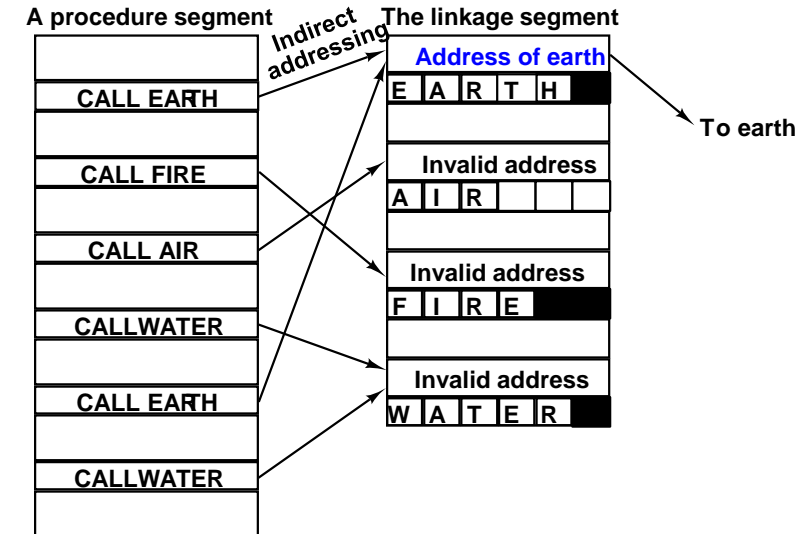 A procedure segment
Indirect
addressing
CALL EARTH
CALL FIRE
CALL AIR
CALLWATER
CALL EARTH
CALLWATER
The linkage segment
Address of earth
E A R T H
Invalid address
A I R
Invalid address
F I R E
Invalid address
W A T E R
To earth